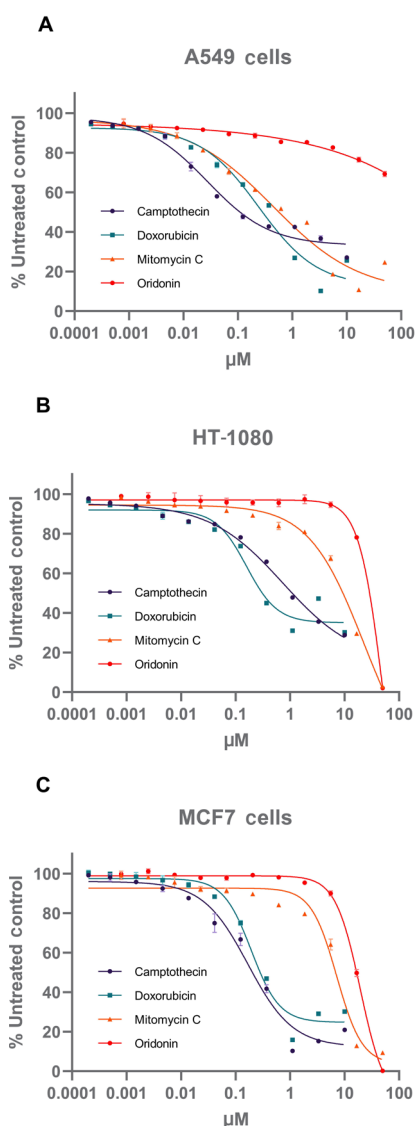 A
A549 cells
% Untreated control
100
80
60
40
20
0
Camptothecin
Doxorubicin
Mitomycin C
Oridonin
0.0001 0.001 0.01 0.1 1 10 100
µM
B
HT-1080
% Untreated control
100
80
60
40
20
0
Camptothecin
Doxorubicin
Mitomycin C
Oridonin
0.0001 0.001 0.01 0.1 1 10 100
µM
C
MCF7 cells
% Untreated control
100
80
60
40
20
0
Camptothecin
Doxorubicin
Mitomycin C
Oridonin
0.0001 0.001 0.01 0.1 1 10 100
µM